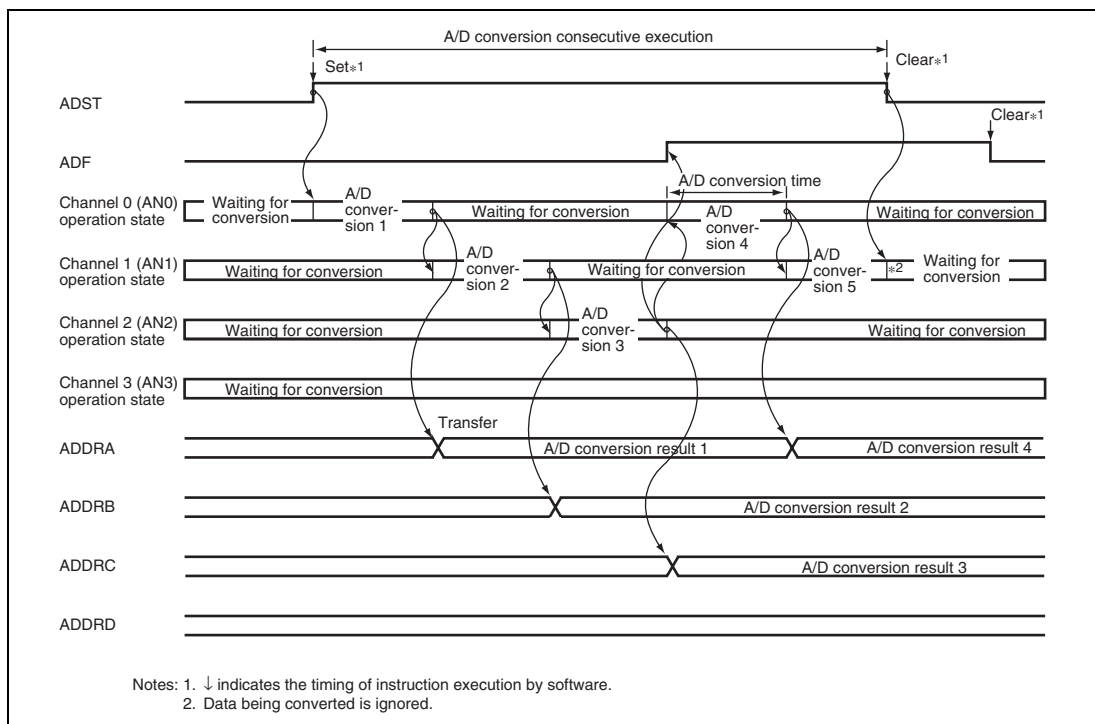 A/D conversion consecutive execution
Set*1
Clear*1
ADST
Clear*1
ADF
A/D conversion time
Channel 0 (AN0)
operation state
Waiting for
conversion
A/D
conver-
sion 1
Waiting for conversion
A/D
conver-
sion 4
Waiting for conversion
Channel 1 (AN1)
operation state
Waiting for conversion
A/D
conver-
sion 2
Waiting for conversion
A/D
conver-
sion 5
*2
Waiting for
conversion
Channel 2 (AN2)
operation state
Waiting for conversion
A/D
conver-
sion 3
Waiting for conversion
Channel 3 (AN3)
operation state
Waiting for conversion
Transfer
ADDRA
A/D conversion result 1
A/D conversion result 4
ADDRB
A/D conversion result 2
ADDRC
A/D conversion result 3
ADDRD
Notes: 1. ↓ indicates the timing of instruction execution by software.
2. Data being converted is ignored.